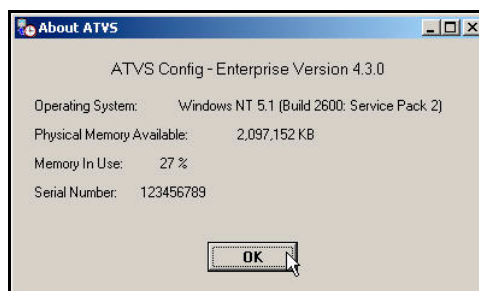 About ATVS
ATVS Config - Enterprise Version 4.3.0
Operating System: Windows NT 5.1 (Build 2600: Service Pack 2)
Physical Memory Available: 2,097,152 KB
Memory In Use: 27 %
Serial Number: 123456789
OK